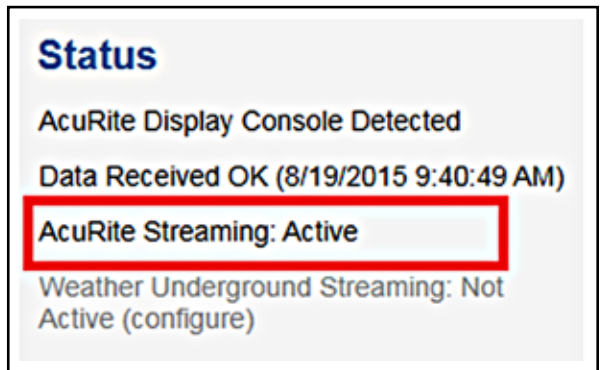 Status
AcuRite Display Console Detected
Data Received OK (8/19/2015 9:40:49 AM)
AcuRite Streaming: Active
Weather Underground Streaming: Not
Active (configure)